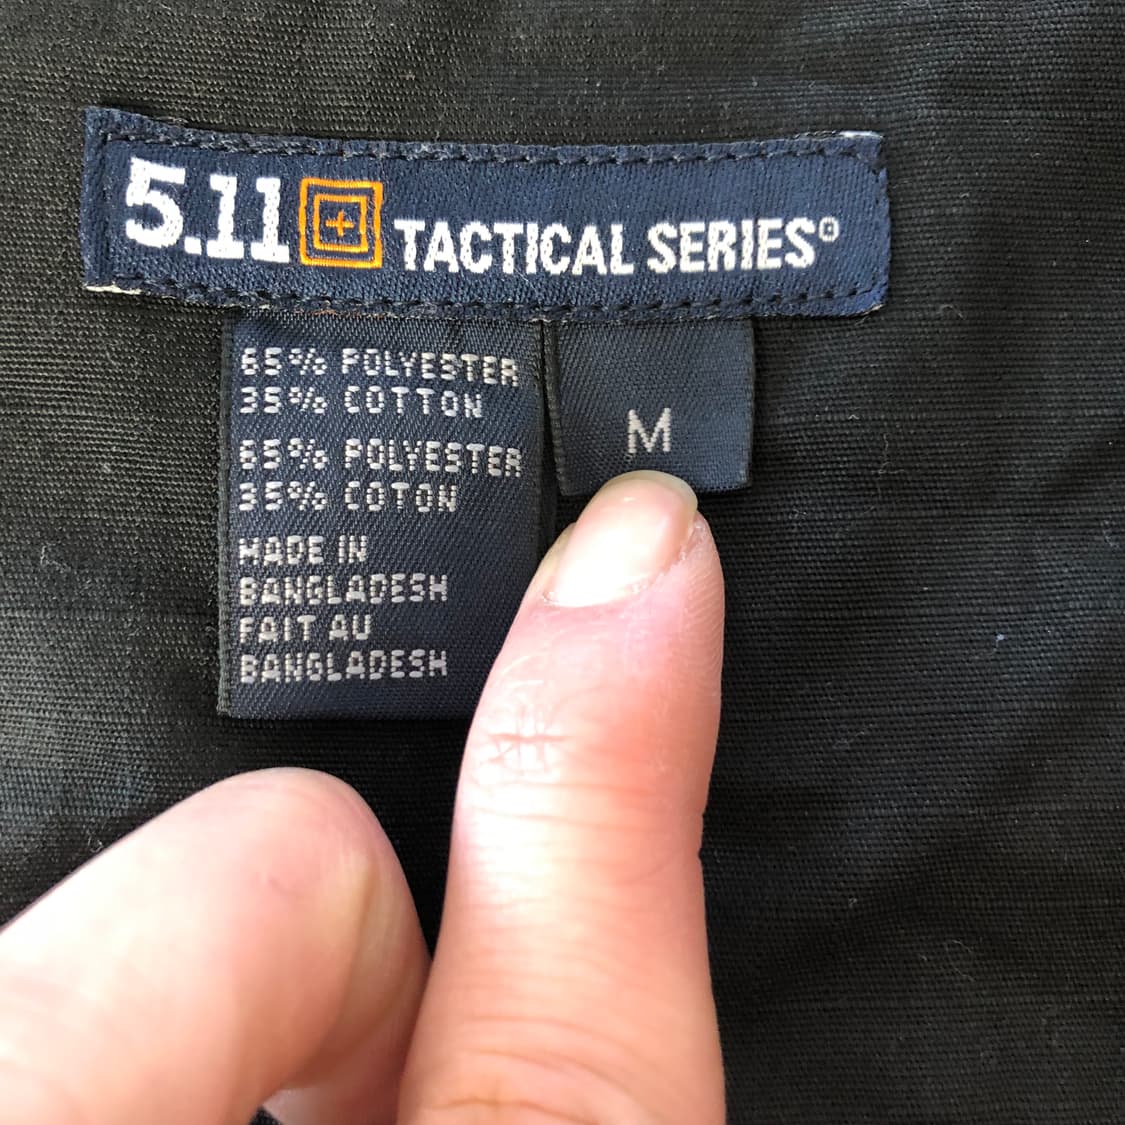 5.11 TACTICAL SERIES®
65% POLYESTER
35% COTTON
65% POLYESTER
35% COTON
MADE IN
BANGLADESH
FAIT AU
BANGLADESH
M